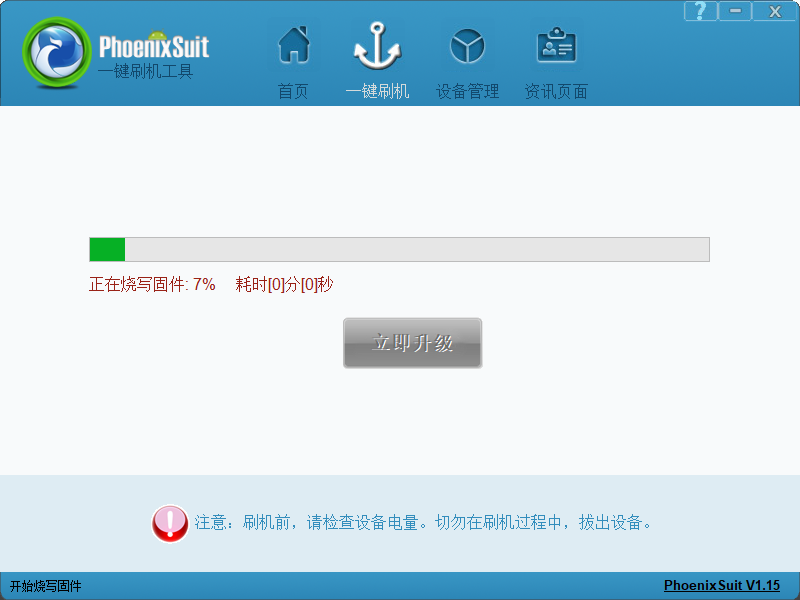 ? － X
PhoenixSuit
一键刷机工具
首页 一键刷机 设备管理 资讯页面
正在烧写固件: 7% 耗时[0]分[0]秒
立即升级
注意：刷机前，请检查设备电量。切勿在刷机过程中，拔出设备。
开始烧写固件 PhoenixSuit V1.15